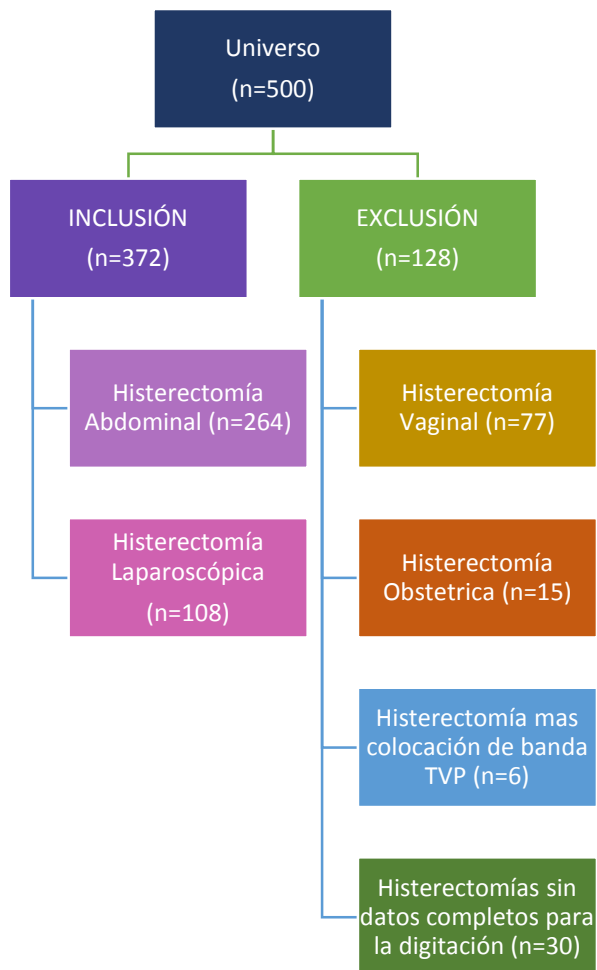 Universo
(n=500)
INCLUSIÓN
(n=372)
EXCLUSIÓN
(n=128)
Histerectomía
Abdominal (n=264)
Histerectomía
Laparoscópica
(n=108)
Histerectomía
Vaginal (n=77)
Histerectomía
Obstetrica (n=15)
Histerectomía mas
colocación de banda
TVP (n=6)
Histerectomías sin
datos completos para
la digitación (n=30)